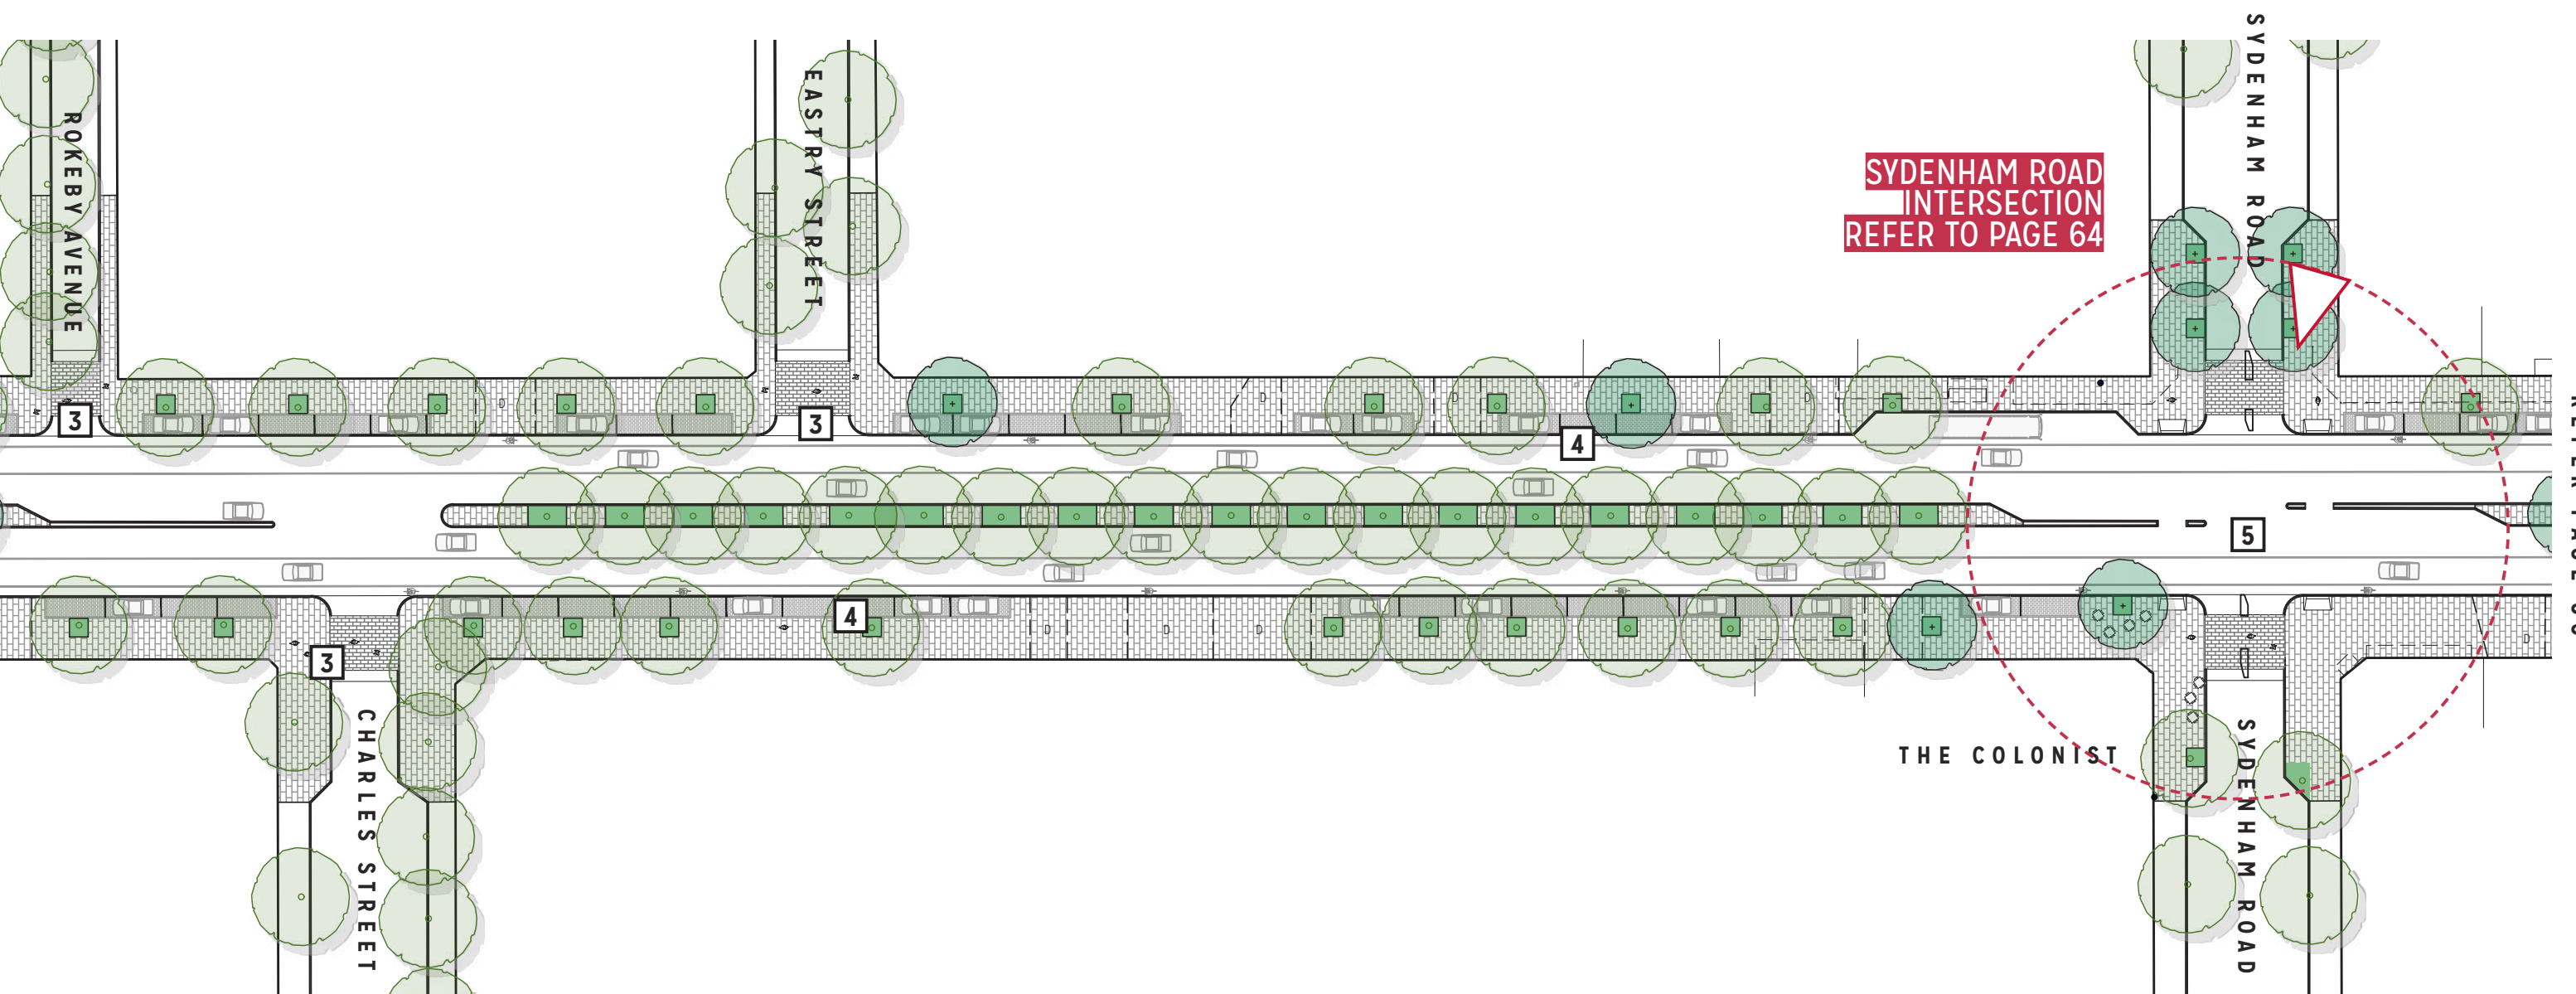 ROKEBY AVENUE
EASTRY STREET
SYDENHAM ROAD
SYDENHAM ROAD
INTERSECTION
REFER TO PAGE 64
3
3
4
D
D
D
D
5
4
D
D
D
D
3
CHARLES STREET
THE COLONIST
SYDENHAM ROAD